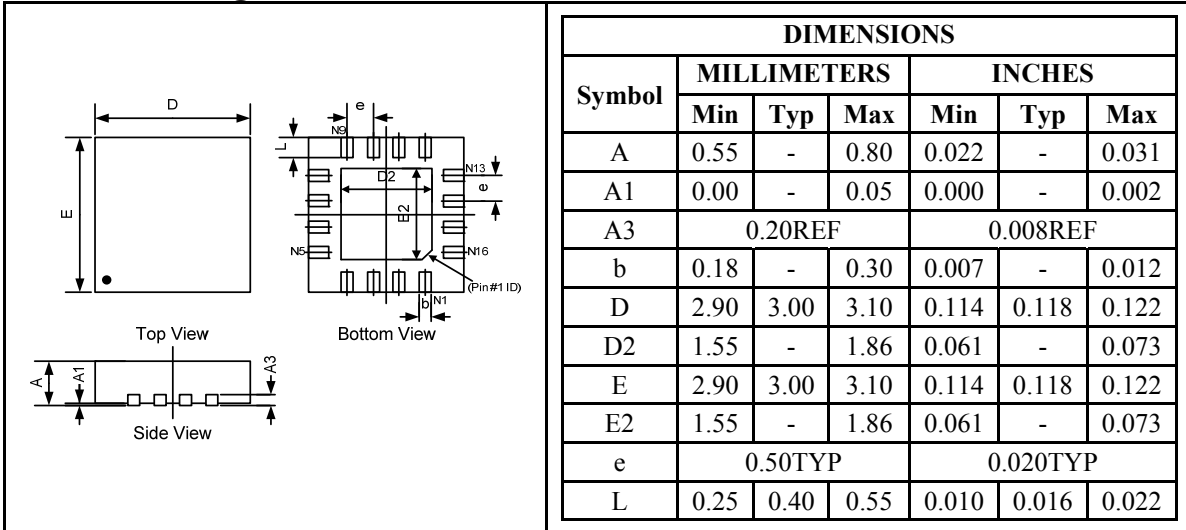 D
e
N9
L
E
D2
E2
N13
e
N5
N16
(Pin#1 ID)
b
N1
Top View
Bottom View
A
A1
A3
Side View
DIMENSIONS
Symbol MILLIMETERS INCHES
Min Typ Max Min Typ Max
A 0.55 - 0.80 0.022 - 0.031
A1 0.00 - 0.05 0.000 - 0.002
A3 0.20REF 0.008REF
b 0.18 - 0.30 0.007 - 0.012
D 2.90 3.00 3.10 0.114 0.118 0.122
D2 1.55 - 1.86 0.061 - 0.073
E 2.90 3.00 3.10 0.114 0.118 0.122
E2 1.55 - 1.86 0.061 - 0.073
e 0.50TYP 0.020TYP
L 0.25 0.40 0.55 0.010 0.016 0.022